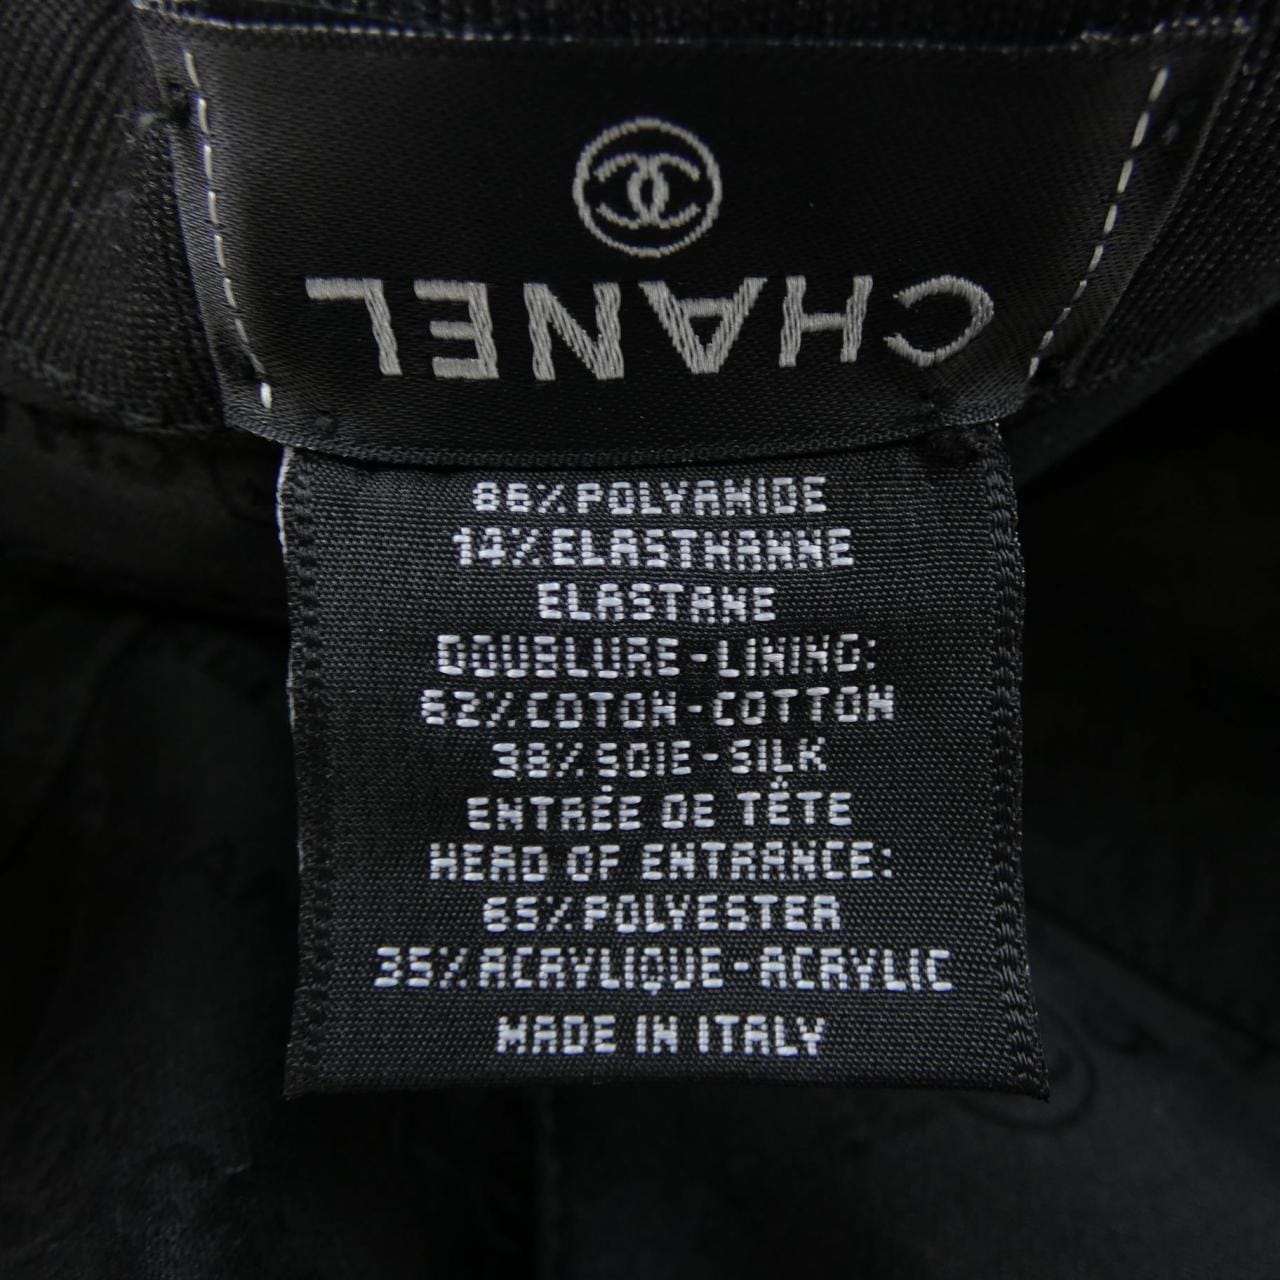 CHANEL
86% POLYAMIDE
14% ELASTHANNE
ELASTANE
DOUBLURE - LINING:
62% COTON - COTTON
38% SOIE - SILK
ENTRÉE DE TÊTE
HEAD OF ENTRANCE:
65% POLYESTER
35% ACRYLIQUE - ACRYLIC
MADE IN ITALY